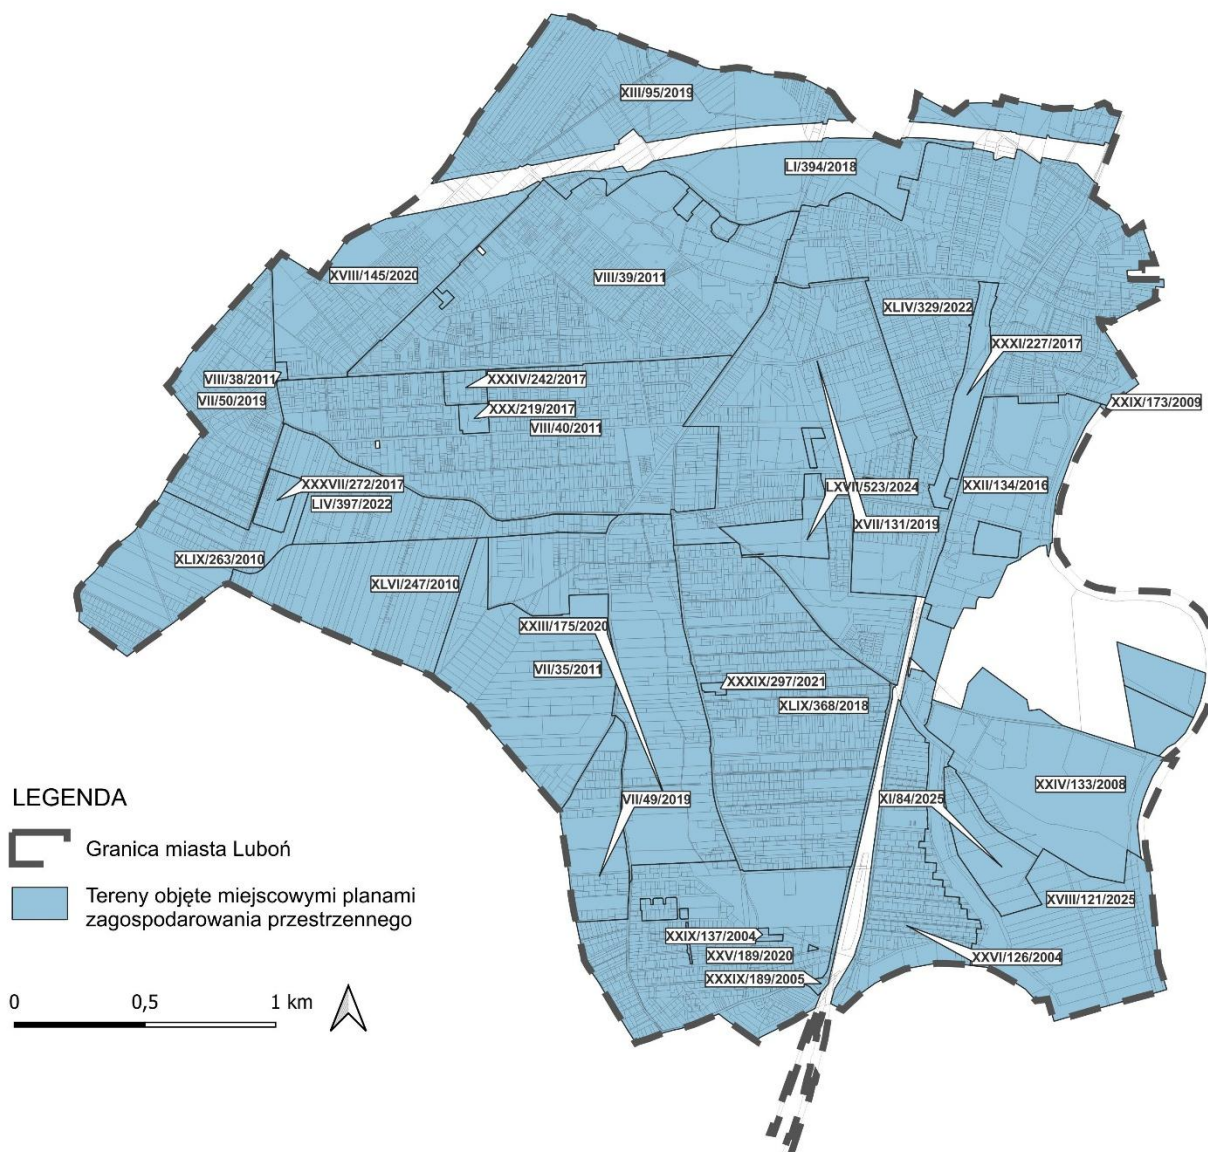 XIII/95/2019
LI/394/2018
XVIII/145/2020
VIII/39/2011
XLIV/329/2022
XXXI/227/2017
VIII/38/2011
XXXIV/242/2017
VII/50/2019
XXIX/173/2009
XXX/219/2017
VIII/40/2011
XXXVII/272/2017
LXVII/523/2024
XXII/134/2016
LIV/397/2022
XVII/131/2019
XLIX/263/2010
XLVI/247/2010
XXIII/175/2020
VII/35/2011
XXXIX/297/2021
XLIX/368/2018
XXIV/133/2008
VII/49/2019
XI/84/2025
XVIII/121/2025
XXIX/137/2004
XXV/189/2020
XXVI/126/2004
XXXIX/189/2005
LEGENDA
Granica miasta Luboń
Tereny objęte miejscowymi planami
zagospodarowania przestrzennego
0 0,5 1 km